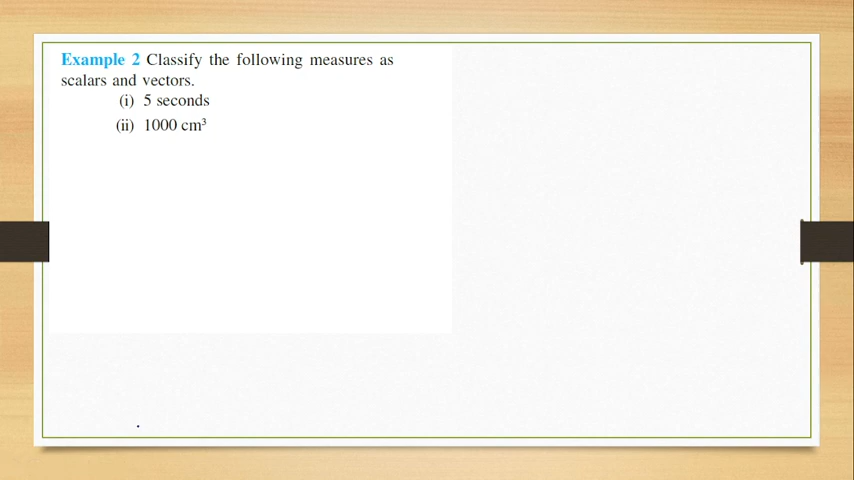 Example 2 Classify the following measures as
scalars and vectors.
(i) 5 seconds
(ii) 1000 cm³